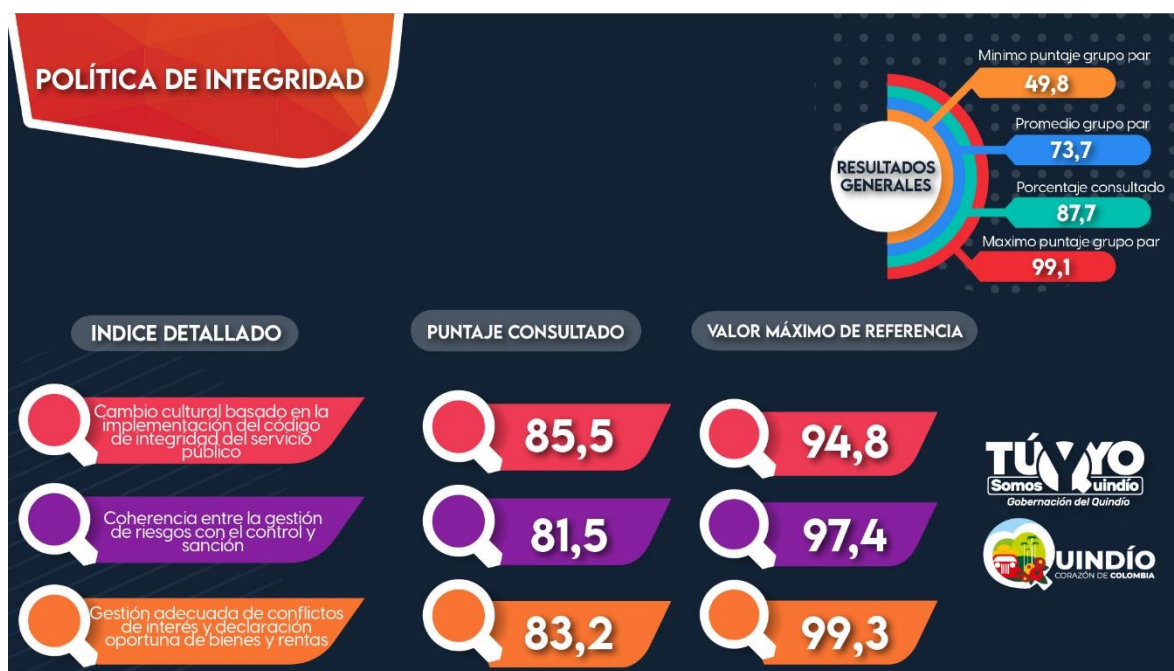 POLÍTICA DE INTEGRIDAD
Minimo puntaje grupo par
49,8
Promedio grupo par
73,7
RESULTADOS
GENERALES
Porcentaje consultado
87,7
Maximo puntaje grupo par
99,1
INDICE DETALLADO
PUNTAJE CONSULTADO
VALOR MÁXIMO DE REFERENCIA
Cambio cultural basado en la
implementación del código
de integridad del servicio
público
85,5
94,8
Coherencia entre la gestión
de riesgos con el control y
sanción
81,5
97,4
Gestión adecuada de conflictos
de interés y declaración
oportuna de bienes y rentas
83,2
99,3
TÚ Y YO
Somos Quindío
Gobernación del Quindío
QUINDÍO
CORAZÓN DE COLOMBIA